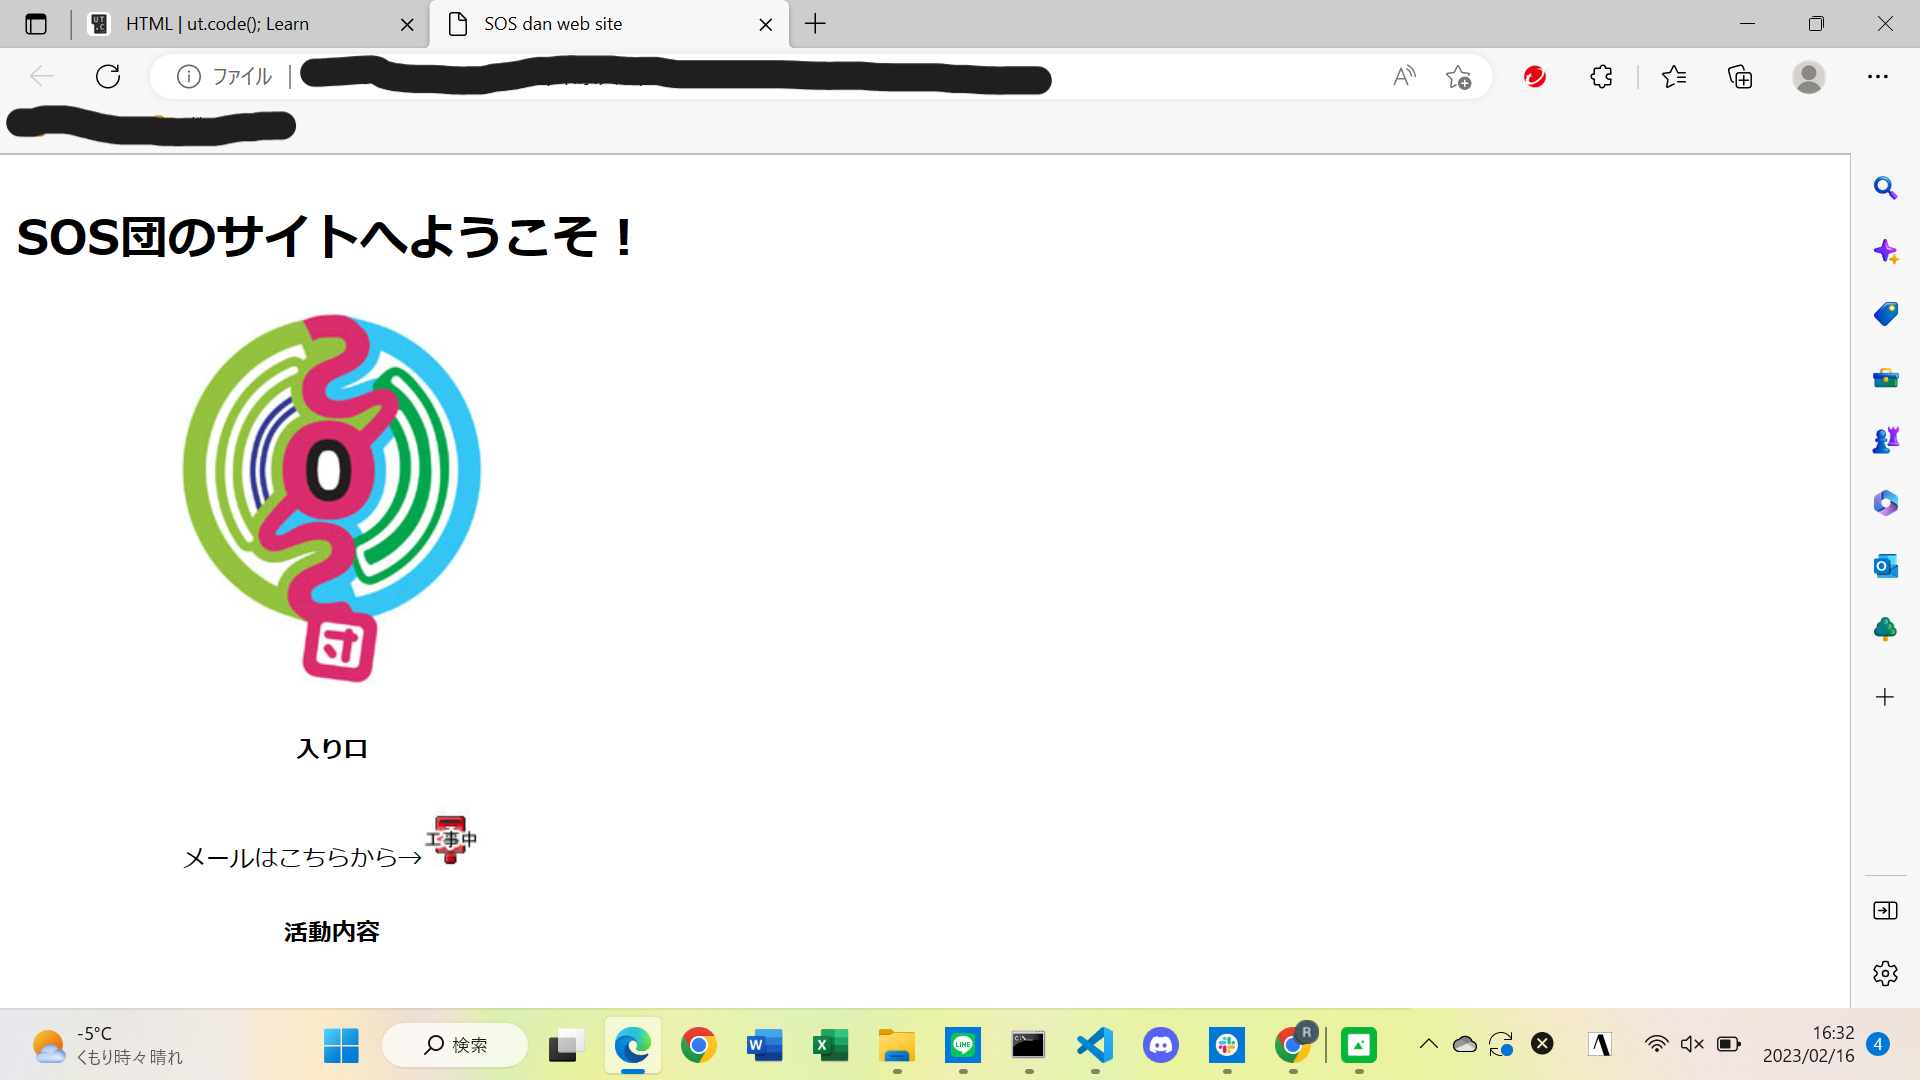 HTML | ut.code(); Learn
SOS dan web site
ファイル
SOS団のサイトへようこそ！
O
団
入り口
メールはこちらから→
工事中
活動内容
-5°C
くもり時々晴れ
検索
LINE
R
16:32
2023/02/16
4